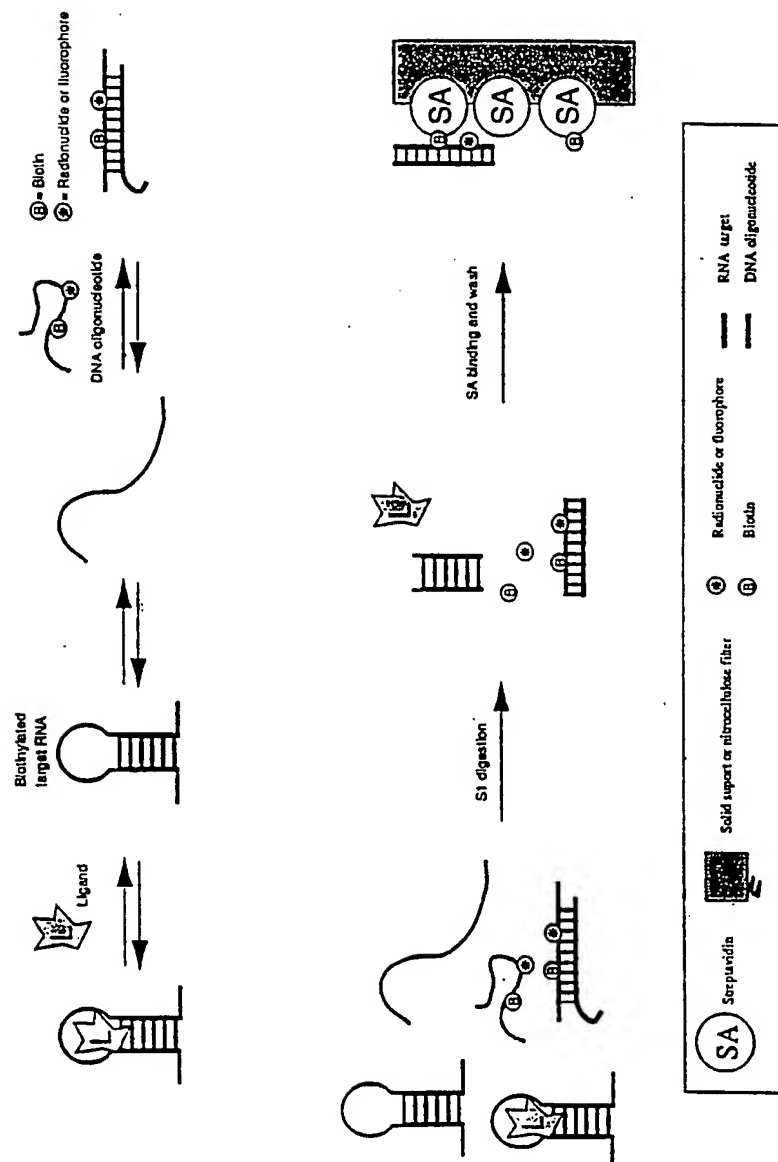 Ligand
Biotinylated
target RNA
DNA oligonucleotide
B = Biotin
* = Radionuclide or fluorophore
L
B
*
B
*
S1 digestion
SA binding and wash
L
B
*
B
*
L
B
*
B
*
SA
SA
SA
B
*
B
SA
Streptavidin
Solid suport or nitrocellulose filter
* Radionuclide or fluorophore
B Biotin
RNA target
DNA oligonucleotide